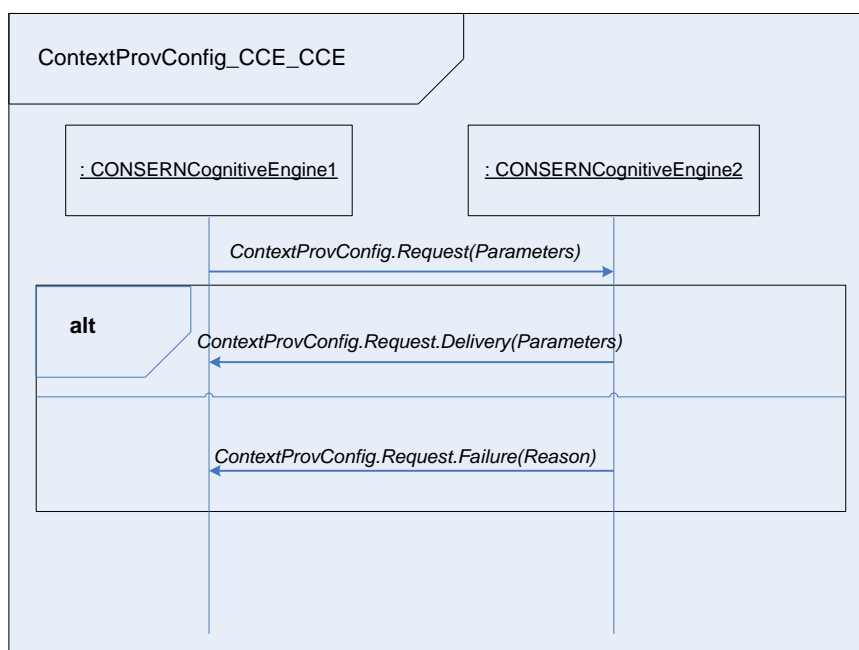 ContextProvConfig_CCE_CCE
: CONSERNCognitiveEngine1
: CONSERNCognitiveEngine2
ContextProvConfig.Request(Parameters)
alt
ContextProvConfig.Request.Delivery(Parameters)
ContextProvConfig.Request.Failure(Reason)